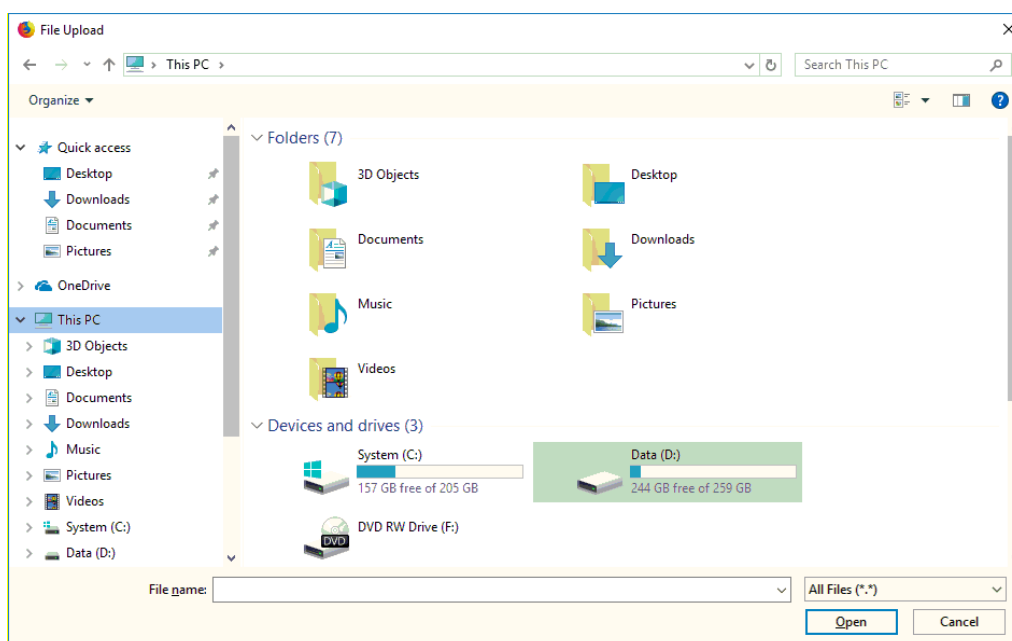 File Upload
This PC
Search This PC
Organize
Quick access
Desktop
Downloads
Documents
Pictures
OneDrive
This PC
3D Objects
Desktop
Documents
Downloads
Music
Pictures
Videos
System (C:)
Data (D:)
Folders (7)
3D Objects
Desktop
Documents
Downloads
Music
Pictures
Videos
Devices and drives (3)
System (C:)
157 GB free of 205 GB
Data (D:)
244 GB free of 259 GB
DVD RW Drive (F:)
DVD
File name:
All Files (*.*)
Open
Cancel